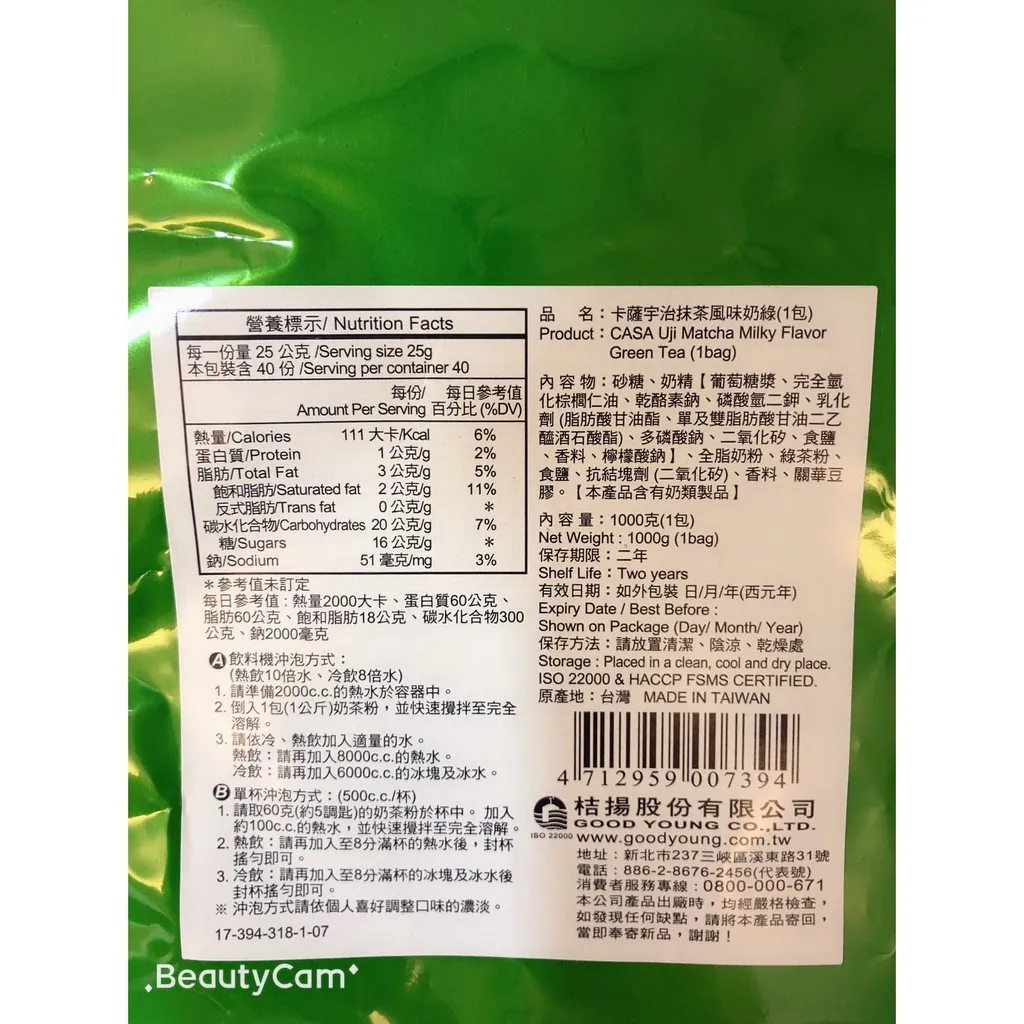 營養標示/ Nutrition Facts
每一份量 25 公克 /Serving size 25g
本包裝含 40 份 /Serving per container 40
每份/ 每日參考值
Amount Per Serving 百分比 (%DV)
熱量/Calories 111 大卡/Kcal 6%
蛋白質/Protein 1 公克/g 2%
脂肪/Total Fat 3 公克/g 5%
飽和脂肪/Saturated fat 2 公克/g 11%
反式脂肪/Trans fat 0 公克/g *
碳水化合物/Carbohydrates 20 公克/g 7%
糖/Sugars 16 公克/g *
鈉/Sodium 51 毫克/mg 3%
*參考值未訂定
每日參考值:熱量2000大卡、蛋白質60公克、
脂肪60公克、飽和脂肪18公克、碳水化合物300
公克、鈉2000毫克
A 飲料機沖泡方式:
(熱飲10倍水、冷飲8倍水)
1. 請準備2000c.c.的熱水於容器中。
2. 倒入1包(1公斤)奶茶粉,並快速攪拌至完全
溶解。
3. 請依冷、熱飲加入適量的水。
熱飲:請再加入8000c.c.的熱水。
冷飲:請再加入6000c.c.的冰塊及冰水。
B 單杯沖泡方式:(500c.c./杯)
1. 請取60克(約5調匙)的奶茶粉於杯中。 加入
約100c.c.的熱水,並快速攪拌至完全溶解。
2. 熱飲:請再加入至8分滿杯的熱水後,封杯
搖勻即可。
3. 冷飲:請再加入至8分滿杯的冰塊及冰水後
封杯搖勻即可。
※ 沖泡方式請依個人喜好調整口味的濃淡。
17-394-318-1-07
品 名:卡薩宇治抹茶風味奶綠(1包)
Product : CASA Uji Matcha Milky Flavor
Green Tea (1bag)
內容物:砂糖、奶精【葡萄糖漿、完全氫
化棕櫚仁油、乾酪素鈉、磷酸氫二鉀、乳化
劑 (脂肪酸甘油酯、單及雙脂肪酸甘油二乙
醯酒石酸酯)、多磷酸鈉、二氧化矽、食鹽
、香料、檸檬酸鈉】、全脂奶粉、綠茶粉、
食鹽、抗結塊劑 (二氧化矽)、香料、關華豆
膠。【本產品含有奶類製品】
內容量:1000克(1包)
Net Weight : 1000g (1bag)
保存期限:二年
Shelf Life : Two years
有效日期:如外包裝 日/月/年(西元年)
Expiry Date / Best Before :
Shown on Package (Day/ Month/ Year)
保存方法:請放置清潔、陰涼、乾燥處
Storage : Placed in a clean, cool and dry place.
ISO 22000 & HACCP FSMS CERTIFIED.
原產地:台灣 MADE IN TAIWAN
4 712959 007394
桔揚股份有限公司
GOOD YOUNG CO.,LTD.
ISO 22000 www.goodyoung.com.tw
地址:新北市237三峽區溪東路31號
電話:886-2-8676-2456(代表號)
消費者服務專線:0800-000-671
本公司產品出廠時,均經嚴格檢查,
如發現任何缺點,請將本產品寄回,
當即奉寄新品,謝謝!
BeautyCam